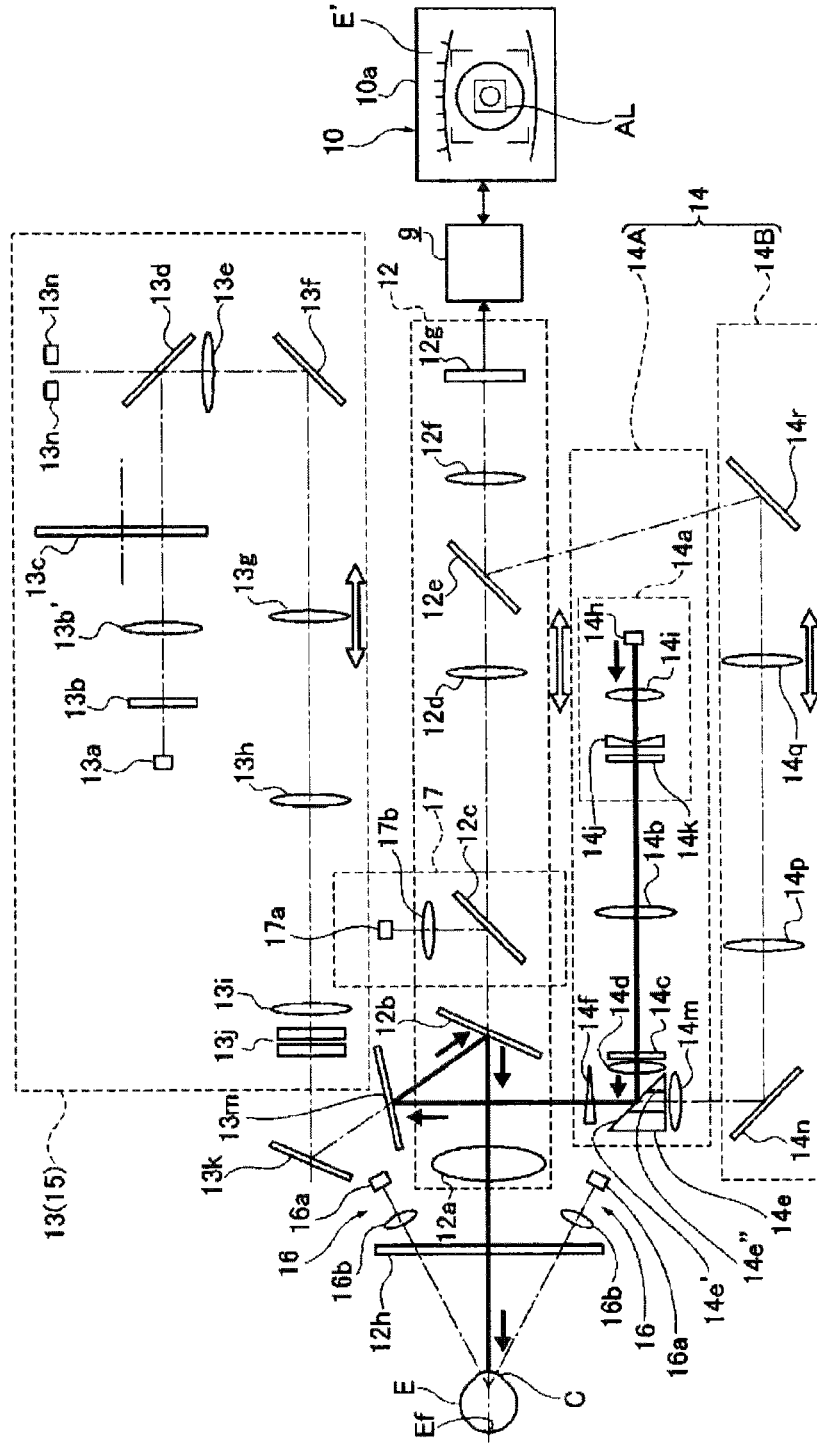 E'
10a
10
AL
9
13n
13n
13d
13e
13f
13c
13b'
13b
13a
13g
13h
13i
13j
13k
13m
13(15)
12
12g
12f
12e
12d
12c
12b
12a
12h
17
17b
17a
14
14A
14B
14a
14h
14i
14j
14k
14b
14c
14d
14f
14m
14e
14e''
14e'
14n
14p
14q
14r
16a
16
16b
16b
16
16a
E
Ef
C